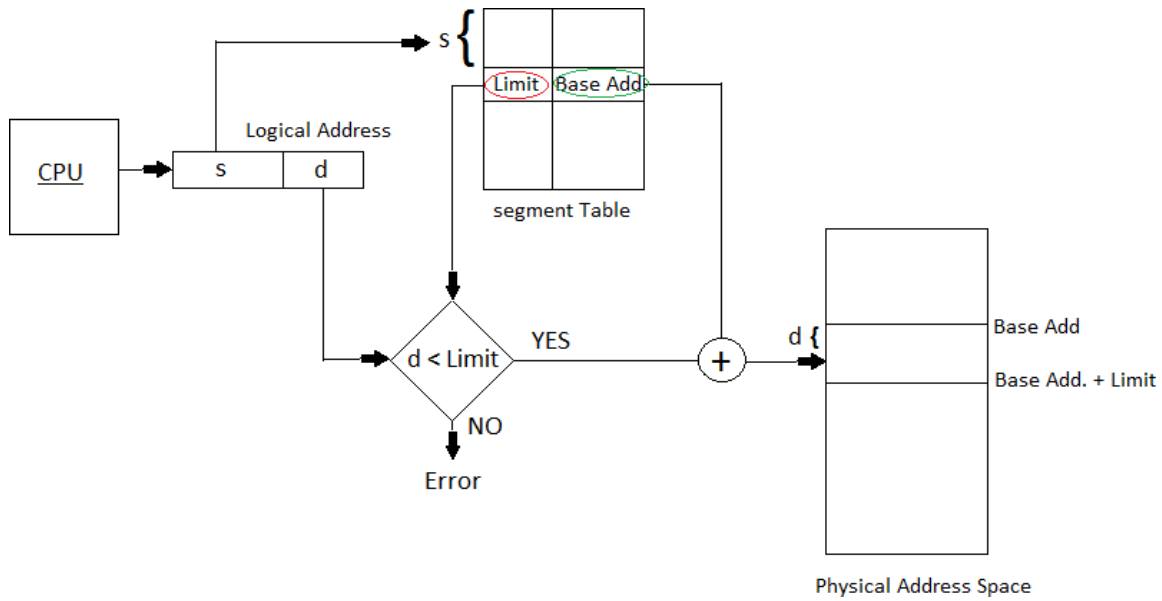 s {
Limit Base Add.
Logical Address
CPU
s d
segment Table
Base Add
d {
YES
d < Limit
+
Base Add. + Limit
NO
Error
Physical Address Space